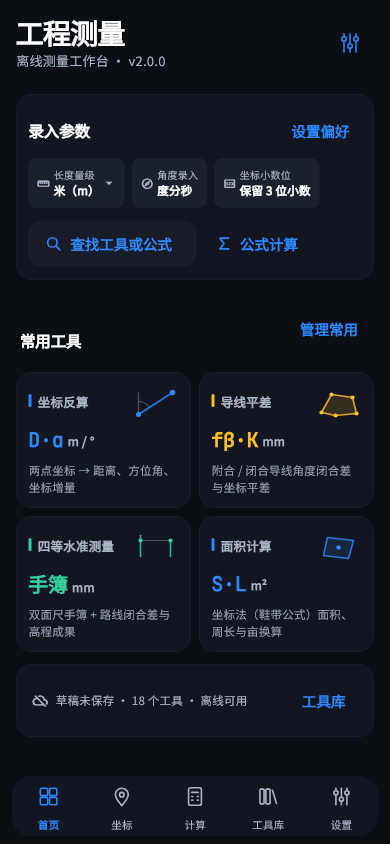 工程测量
离线测量工作台 • v2.0.0
录入参数
设置偏好
长度量级
米（m）
角度录入
度分秒
坐标小数位
保留 3 位小数
查找工具或公式
Σ 公式计算
管理常用
常用工具
坐标反算
D·α m / °
两点坐标 → 距离、方位角、
坐标增量
导线平差
fβ·K mm
附合 / 闭合导线角度闭合差
与坐标平差
四等水准测量
手簿 mm
双面尺手簿 + 路线闭合差与
高程成果
面积计算
S·L m²
坐标法（鞋带公式）面积、
周长与亩换算
草稿未保存 • 18 个工具 • 离线可用
工具库
首页
坐标
计算
工具库
设置